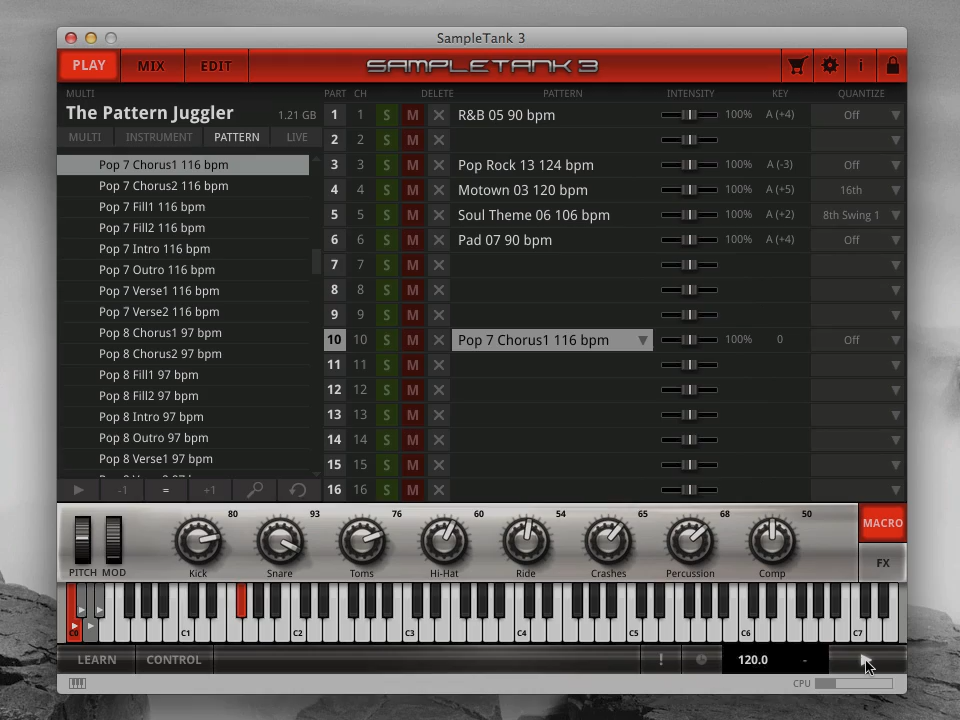 SampleTank 3
PLAY MIX EDIT SAMPLETANK 3 i
MULTI PART CH DELETE PATTERN INTENSITY KEY QUANTIZE
The Pattern Juggler 1.21 GB
MULTI INSTRUMENT PATTERN LIVE
1 1 S M X R&B 05 90 bpm 100% A (+4) Off
2 2 S M X
3 3 S M X Pop Rock 13 124 bpm 100% A (-3) Off
4 4 S M X Motown 03 120 bpm 100% A (+5) 16th
5 5 S M X Soul Theme 06 106 bpm 100% A (+2) 8th Swing 1
6 6 S M X Pad 07 90 bpm 100% A (+4) Off
7 7 S M X
8 8 S M X
9 9 S M X
10 10 S M X Pop 7 Chorus1 116 bpm 100% 0 Off
11 11 S M X
12 12 S M X
13 13 S M X
14 14 S M X
15 15 S M X
16 16 S M X
Pop 7 Chorus1 116 bpm
Pop 7 Chorus2 116 bpm
Pop 7 Fill1 116 bpm
Pop 7 Fill2 116 bpm
Pop 7 Intro 116 bpm
Pop 7 Outro 116 bpm
Pop 7 Verse1 116 bpm
Pop 7 Verse2 116 bpm
Pop 8 Chorus1 97 bpm
Pop 8 Chorus2 97 bpm
Pop 8 Fill1 97 bpm
Pop 8 Fill2 97 bpm
Pop 8 Intro 97 bpm
Pop 8 Outro 97 bpm
Pop 8 Verse1 97 bpm
-1 = +1
80 93 76 60 54 65 68 50
MACRO
FX
PITCH MOD Kick Snare Toms Hi-Hat Ride Crashes Percussion Comp
C0 C1 C2 C3 C4 C5 C6 C7
LEARN CONTROL ! 120.0 -
CPU